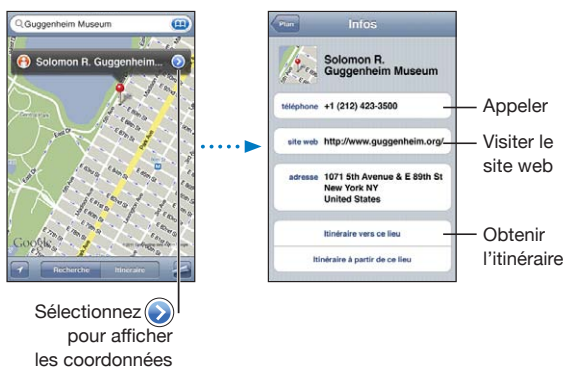 Guggenheim Museum
Solomon R. Guggenheim...
Google
Recherche
Itinéraire
Sélectionnez
pour afficher
les coordonnées
Plan
Infos
Solomon R.
Guggenheim Museum
téléphone +1 (212) 423-3500
site web http://www.guggenheim.org/
adresse 1071 5th Avenue & E 89th St
New York NY
United States
Itinéraire vers ce lieu
Itinéraire à partir de ce lieu
Appeler
Visiter le
site web
Obtenir
l'itinéraire